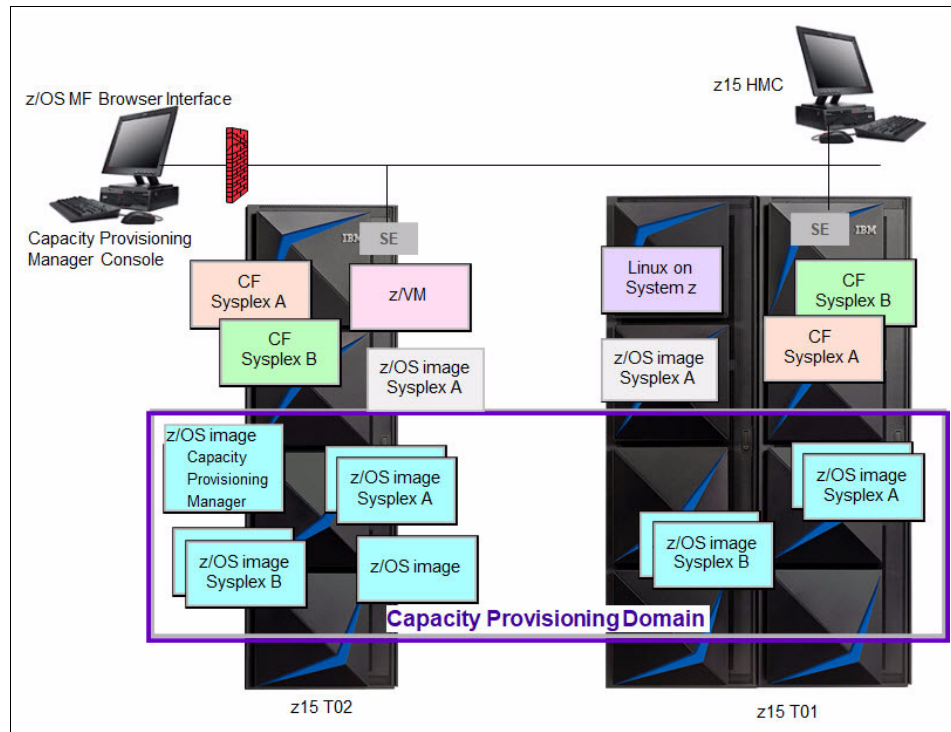 z15 HMC
z/OS MF Browser Interface
Capacity Provisioning
Manager Console
IBM
SE
CF
Sysplex A
z/VM
CF
Sysplex B
z/OS image
Sysplex A
Linux on
System z
SE
IBM
CF
Sysplex B
z/OS image
Sysplex A
CF
Sysplex A
z/OS image
Capacity
Provisioning
Manager
z/OS image
Sysplex A
z/OS image
Sysplex B
z/OS image
z/OS image
Sysplex A
z/OS image
Sysplex B
Capacity Provisioning Domain
z15 T02
z15 T01